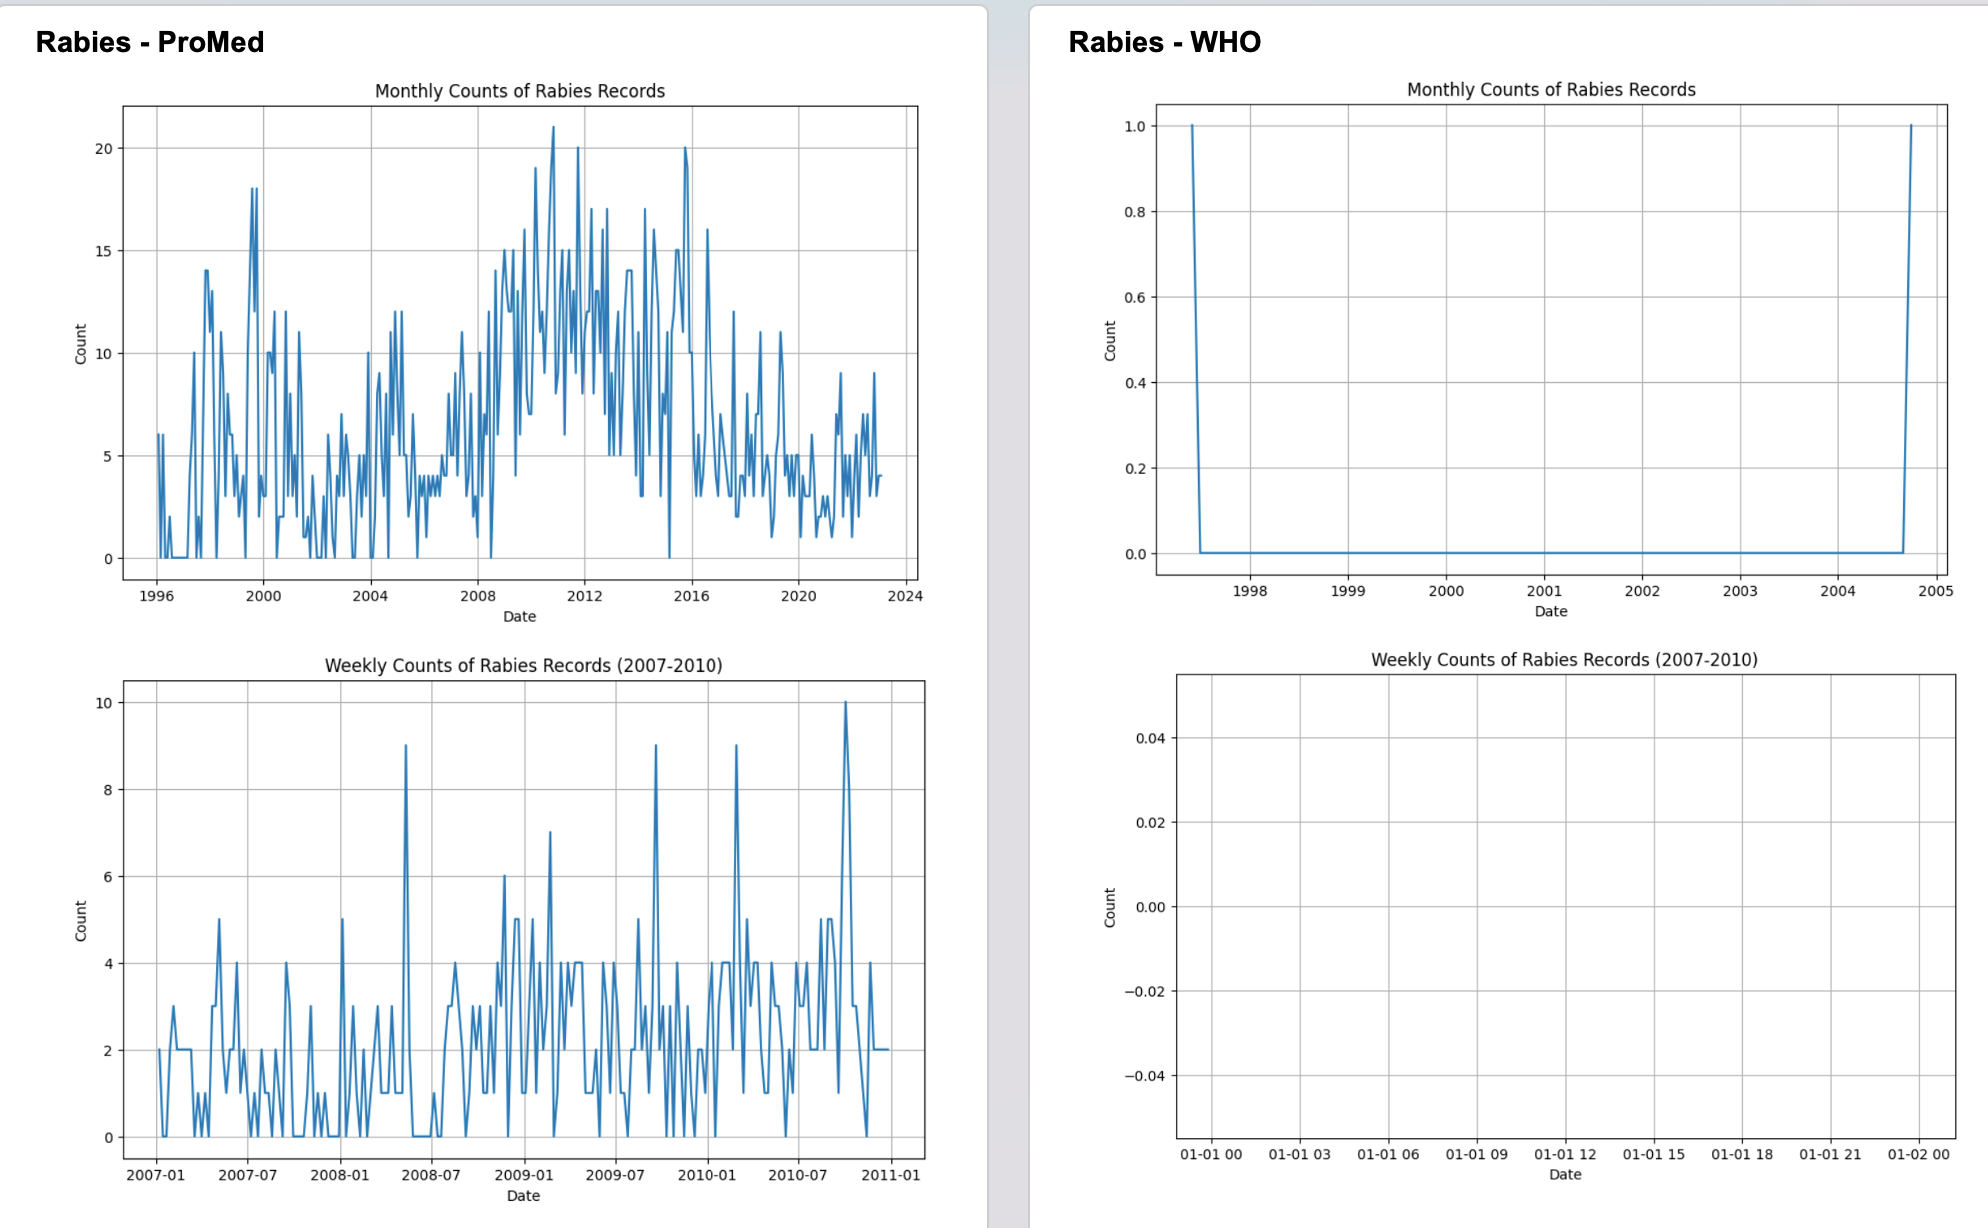 Rabies - ProMed
Monthly Counts of Rabies Records
20
15
10
5
0
Count
1996 2000 2004 2008 2012 2016 2020 2024
Date
Weekly Counts of Rabies Records (2007-2010)
10
8
6
4
2
0
Count
2007-01 2007-07 2008-01 2008-07 2009-01 2009-07 2010-01 2010-07 2011-01
Date
Rabies - WHO
Monthly Counts of Rabies Records
1.0
0.8
0.6
0.4
0.2
0.0
Count
1998 1999 2000 2001 2002 2003 2004 2005
Date
Weekly Counts of Rabies Records (2007-2010)
0.04
0.02
0.00
−0.02
−0.04
Count
01-01 00 01-01 03 01-01 06 01-01 09 01-01 12 01-01 15 01-01 18 01-01 21 01-02 00
Date